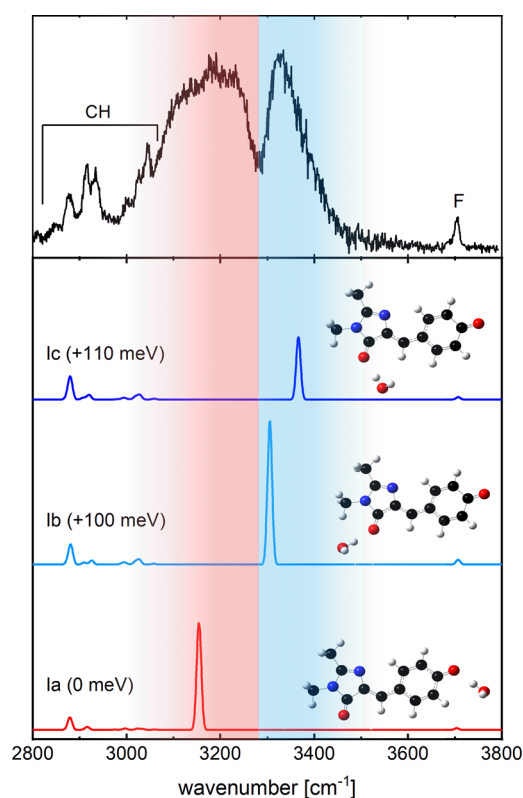 CH
F
Ic (+110 meV)
Ib (+100 meV)
Ia (0 meV)
2800 3000 3200 3400 3600 3800
wavenumber [cm⁻¹]